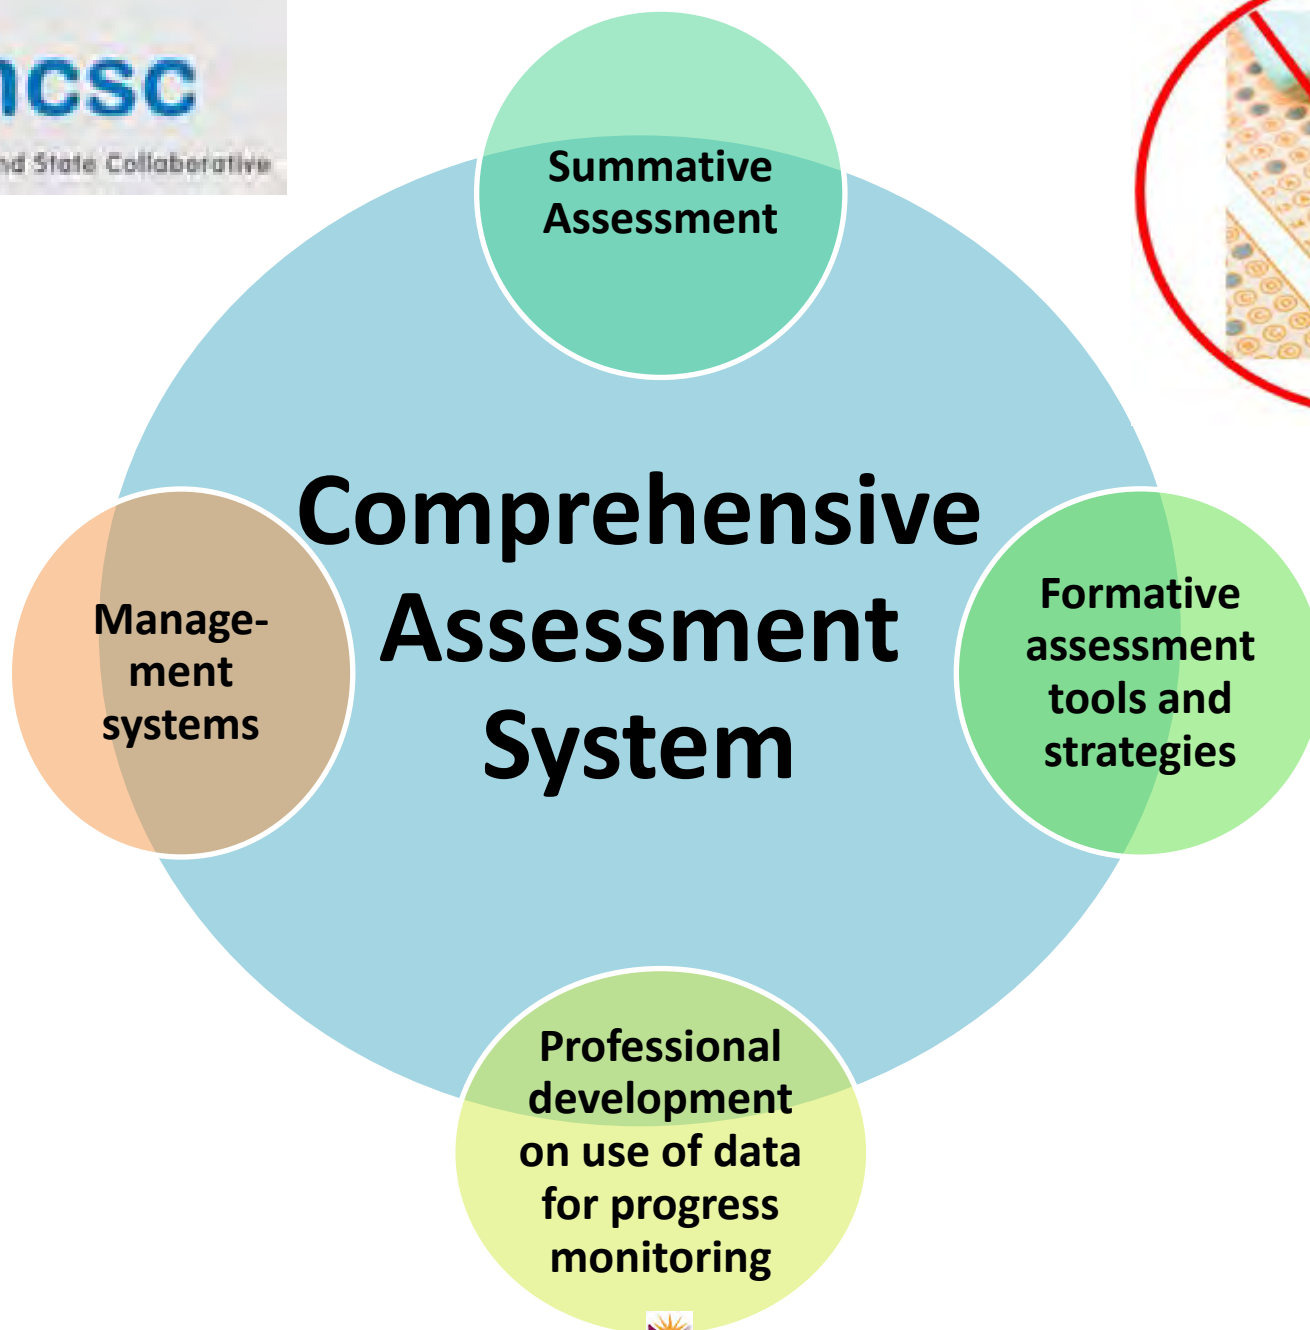 ncsc
nd State Collaborative
Summative
Assessment
Comprehensive
Assessment
System
Manage-
ment
systems
Formative
assessment
tools and
strategies
Professional
development
on use of data
for progress
monitoring